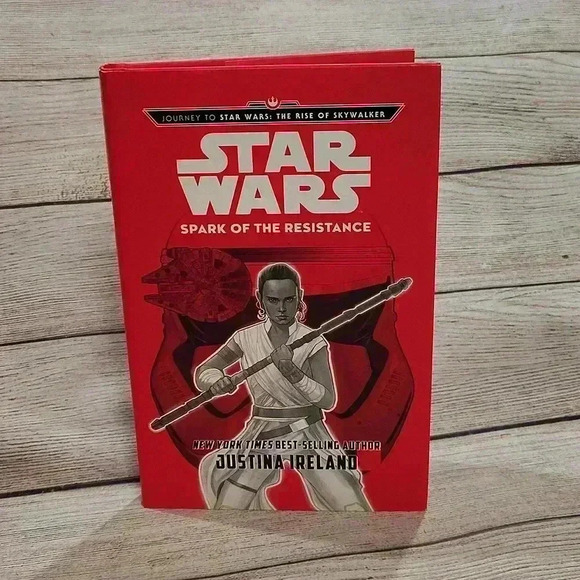 JOURNEY TO STAR WARS: THE RISE OF SKYWALKER
STAR
WARS
SPARK OF THE RESISTANCE
NEW YORK TIMES BEST-SELLING AUTHOR
JUSTINA IRELAND